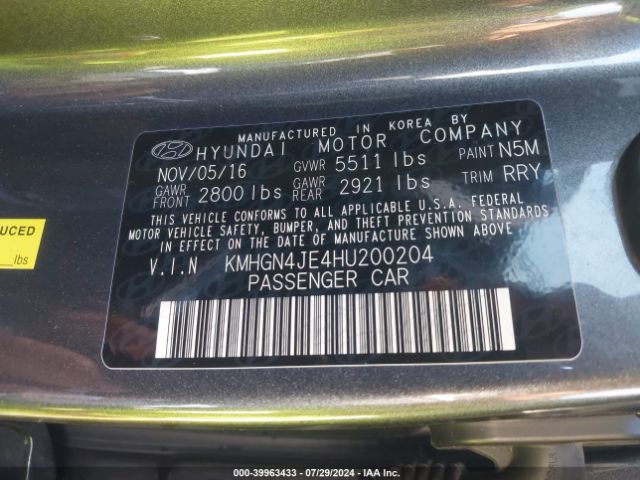 MANUFACTURED IN KOREA BY
HYUNDAI MOTOR COMPANY
NOV/05/16 GVWR 5511 lbs PAINT N5M
GAWR FRONT 2800 lbs GAWR REAR 2921 lbs TRIM RRY
THIS VEHICLE CONFORMS TO ALL APPLICABLE U.S.A. FEDERAL
MOTOR VEHICLE SAFETY, BUMPER, AND THEFT PREVENTION STANDARDS
IN EFFECT ON THE DATE OF MANUFACTURE SHOWN ABOVE
V.I.N KMHGN4JE4HU200204
PASSENGER CAR
UCED
lbs
000-39963433 - 07/29/2024 - IAA Inc.